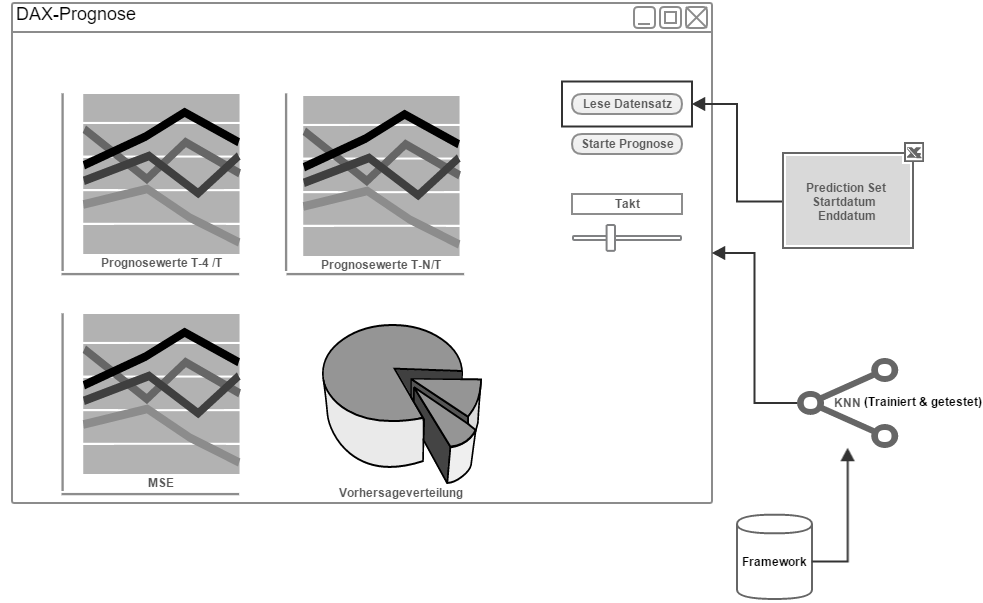 DAX-Prognose
Lese Datensatz
Starte Prognose
Takt
Prediction Set
Startdatum
Enddatum
Prognosewerte T-4 /T
Prognosewerte T-N/T
KNN (Trainiert & getestet)
MSE
Vorhersageverteilung
Framework